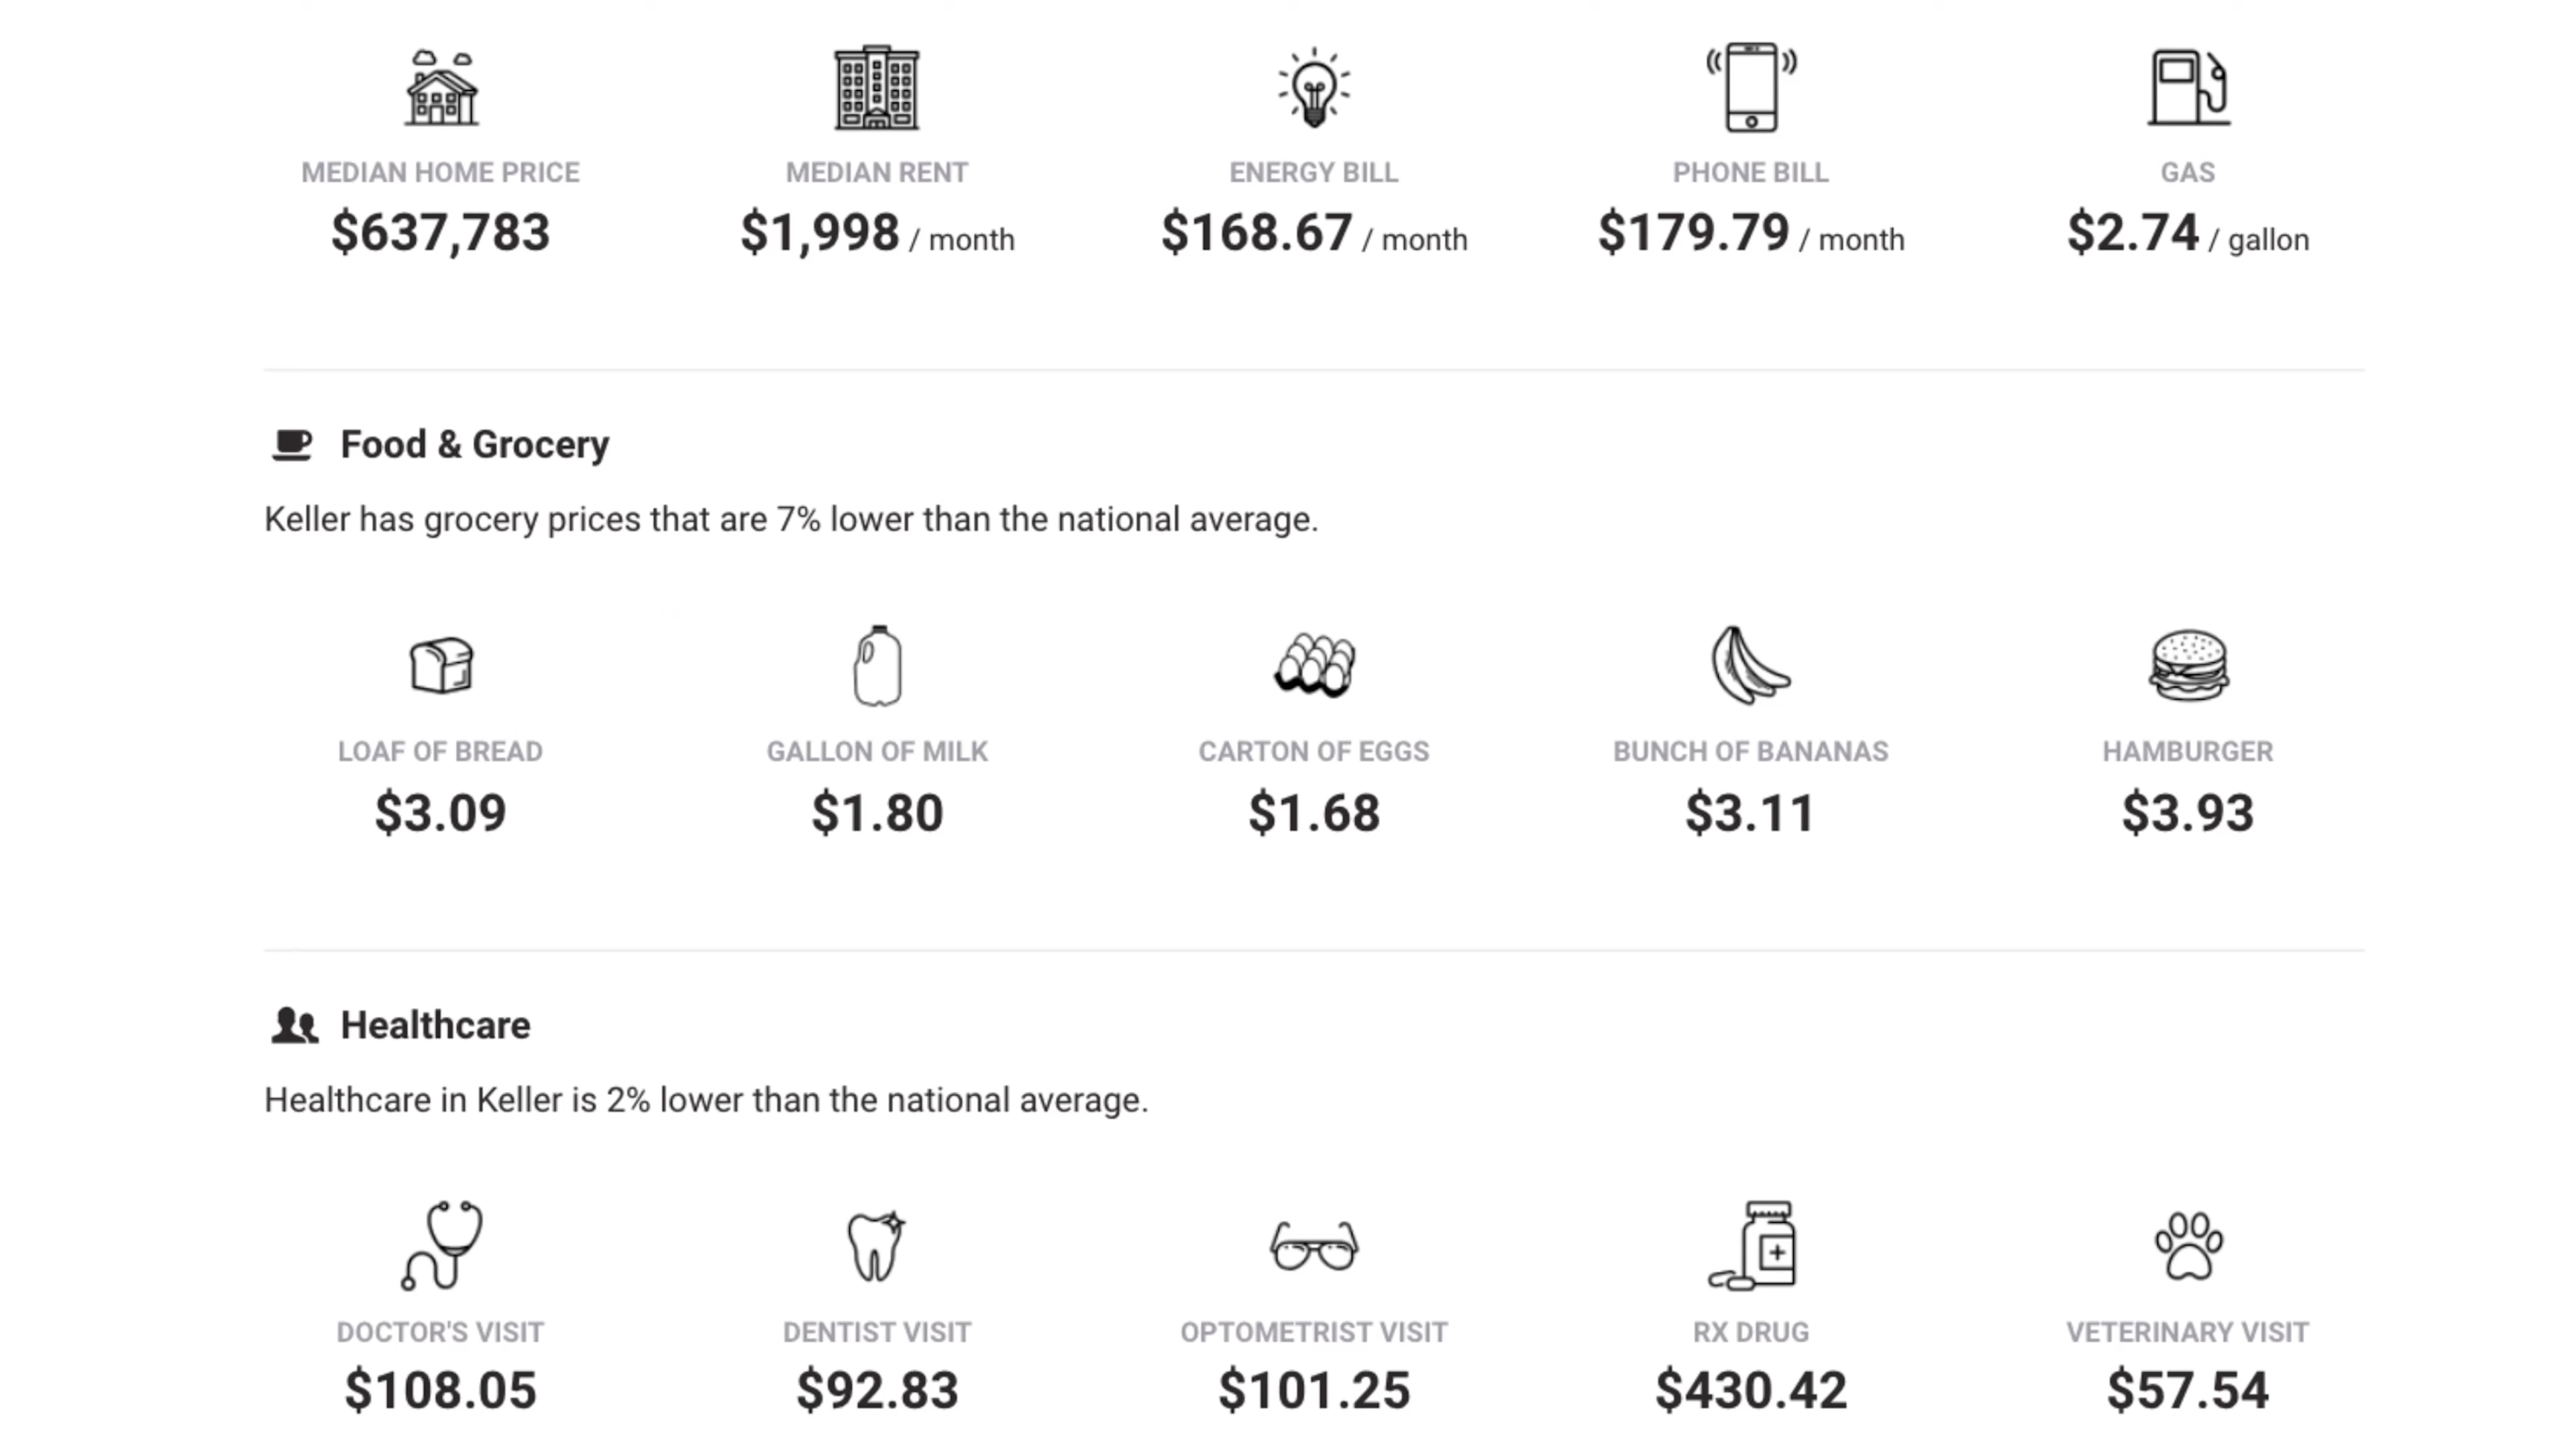 MEDIAN HOME PRICE
$637,783
MEDIAN RENT
$1,998 / month
ENERGY BILL
$168.67 / month
PHONE BILL
$179.79 / month
GAS
$2.74 / gallon
Food & Grocery
Keller has grocery prices that are 7% lower than the national average.
LOAF OF BREAD
$3.09
GALLON OF MILK
$1.80
CARTON OF EGGS
$1.68
BUNCH OF BANANAS
$3.11
HAMBURGER
$3.93
Healthcare
Healthcare in Keller is 2% lower than the national average.
DOCTOR'S VISIT
$108.05
DENTIST VISIT
$92.83
OPTOMETRIST VISIT
$101.25
RX DRUG
$430.42
VETERINARY VISIT
$57.54